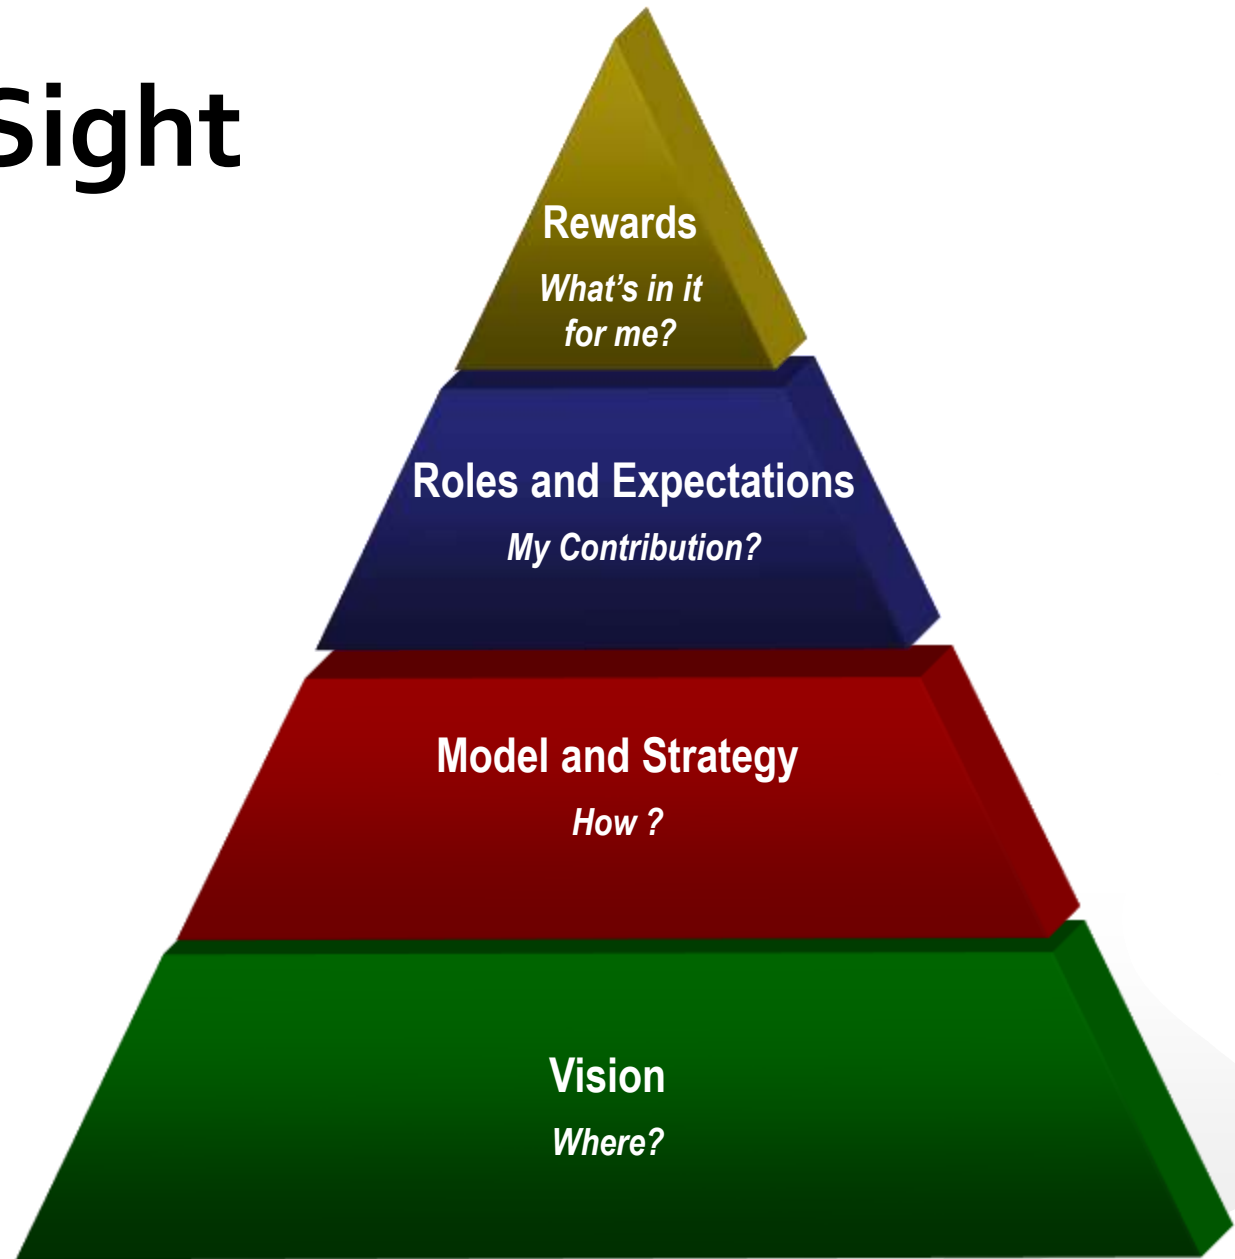 Sight
Rewards
What's in it
for me?
Roles and Expectations
My Contribution?
Model and Strategy
How ?
Vision
Where?